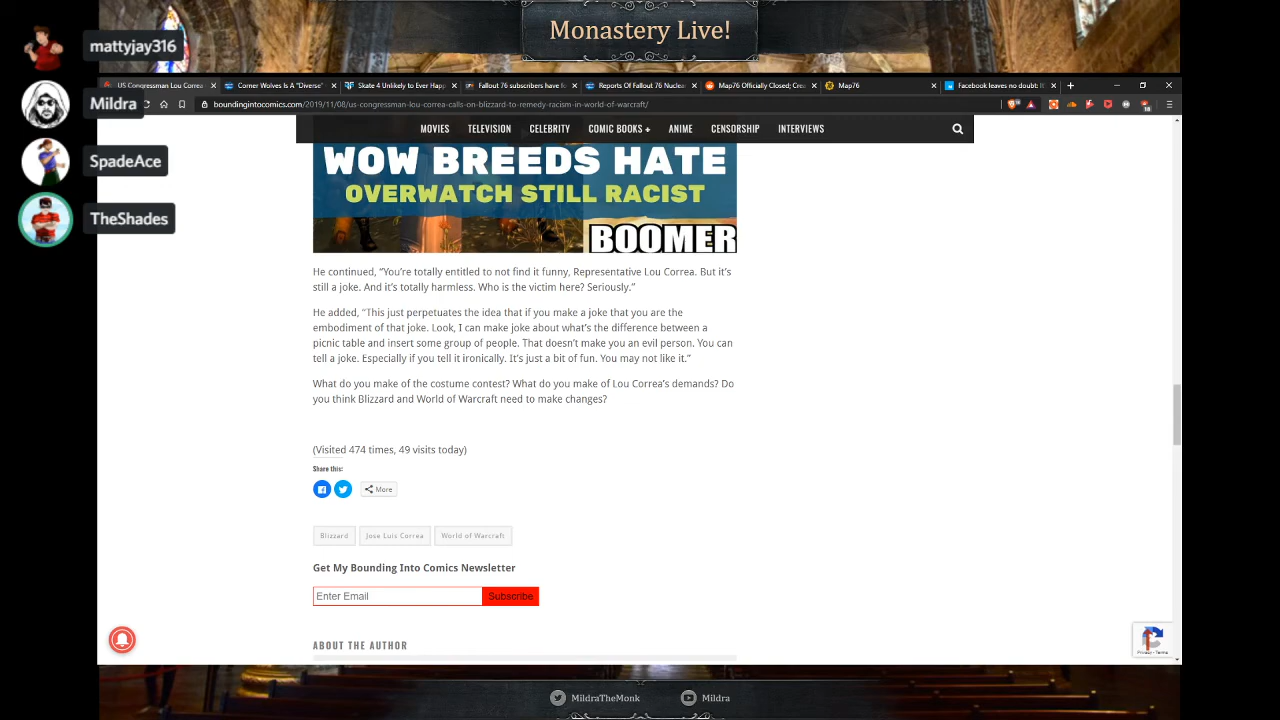 Monastery Live!
mattyjay316
Mildra
SpadeAce
TheShades
US Congressman Lou Correa
Corner Wolves Is A "Diverse"
Skate 4 Unlikely to Ever Happ
Fallout 76 subscribers have fo
Reports Of Fallout 76 Nuclea
Map76 Officially Closed; Crea
Map76
Facebook leaves no doubt: It'
boundingintocomics.com/2019/11/08/us-congressman-lou-correa-calls-on-blizzard-to-remedy-racism-in-world-of-warcraft/
MOVIES TELEVISION CELEBRITY COMIC BOOKS + ANIME CENSORSHIP INTERVIEWS
WOW BREEDS HATE
OVERWATCH STILL RACIST
BOOMER
He continued, “You’re totally entitled to not find it funny, Representative Lou Correa. But it’s
still a joke. And it’s totally harmless. Who is the victim here? Seriously.”
He added, “This just perpetuates the idea that if you make a joke that you are the
embodiment of that joke. Look, I can make joke about what’s the difference between a
picnic table and insert some group of people. That doesn’t make you an evil person. You can
tell a joke. Especially if you tell it ironically. It’s just a bit of fun. You may not like it.”
What do you make of the costume contest? What do you make of Lou Correa’s demands? Do
you think Blizzard and World of Warcraft need to make changes?
(Visited 474 times, 49 visits today)
Share this:
More
Blizzard
Jose Luis Correa
World of Warcraft
Get My Bounding Into Comics Newsletter
Enter Email
Subscribe
ABOUT THE AUTHOR
Privacy - Terms
MildraTheMonk
Mildra